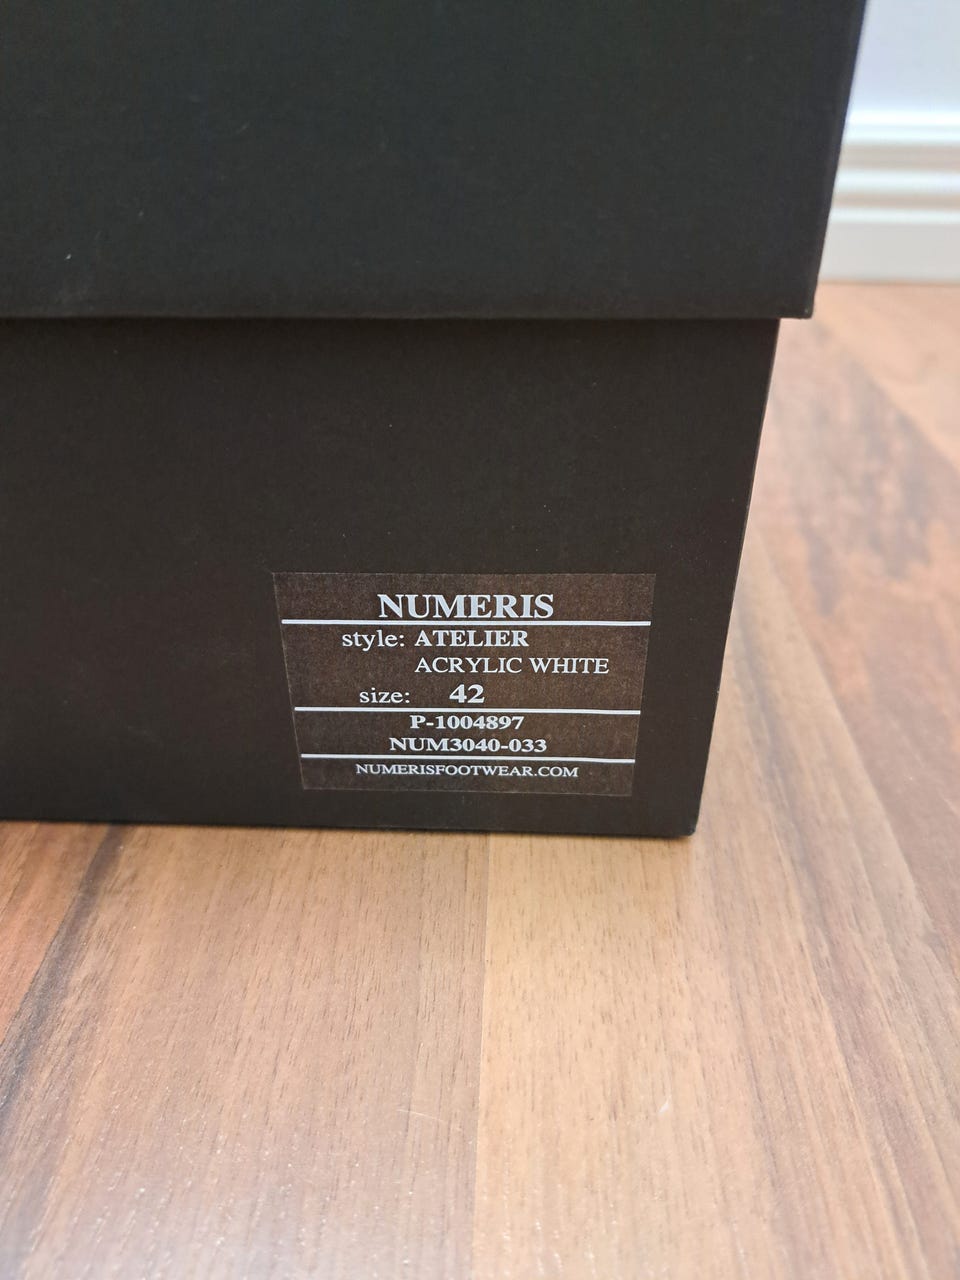 NUMERIS
style: ATELIER
ACRYLIC WHITE
size: 42
P-1004897
NUM3040-033
NUMERISFOOTWEAR.COM